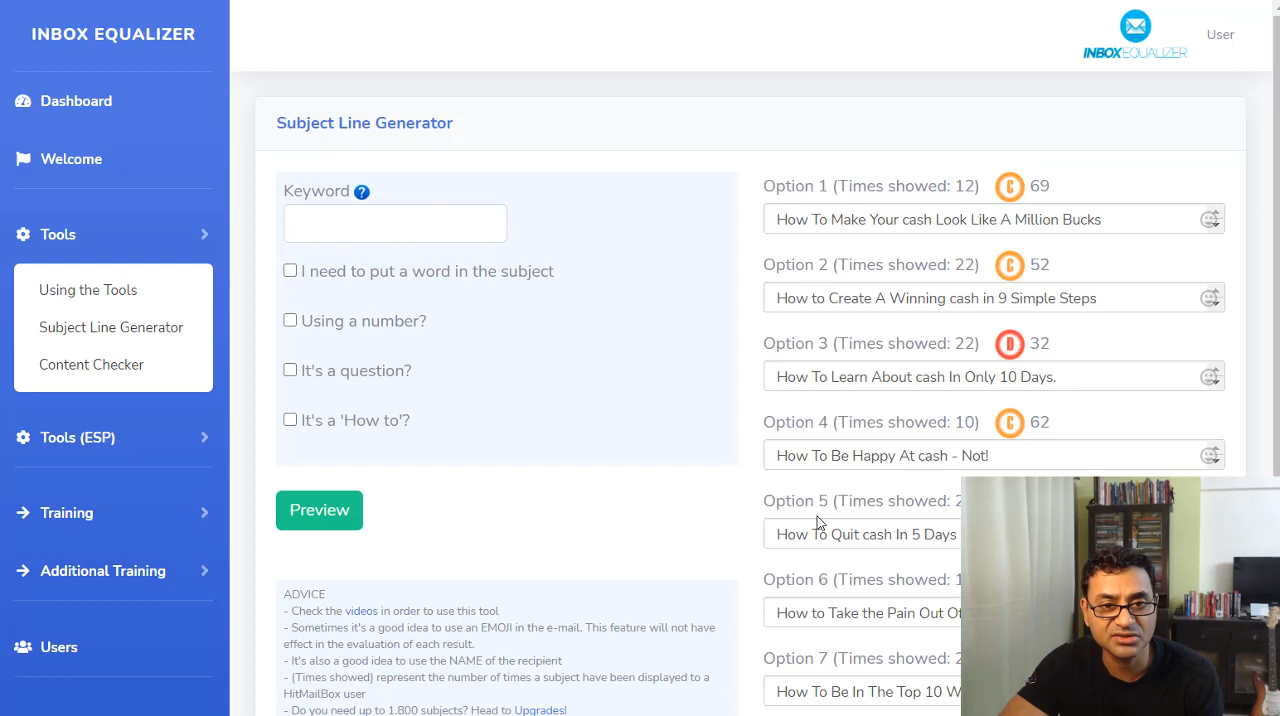 INBOX EQUALIZER
Dashboard
Welcome
Tools
Using the Tools
Subject Line Generator
Content Checker
Tools (ESP)
Training
Additional Training
Users
INBOXEQUALIZER
User
Subject Line Generator
Keyword ?
I need to put a word in the subject
Using a number?
It's a question?
It's a 'How to'?
Preview
ADVICE
- Check the videos in order to use this tool
- Sometimes it's a good idea to use an EMOJI in the e-mail. This feature will not have
effect in the evaluation of each result.
- It's also a good idea to use the NAME of the recipient
- (Times showed) represent the number of times a subject have been displayed to a
HitMailBox user
- Do you need up to 1.800 subjects? Head to Upgrades!
Option 1 (Times showed: 12) C 69
How To Make Your cash Look Like A Million Bucks
Option 2 (Times showed: 22) C 52
How to Create A Winning cash in 9 Simple Steps
Option 3 (Times showed: 22) D 32
How To Learn About cash In Only 10 Days.
Option 4 (Times showed: 10) C 62
How To Be Happy At cash - Not!
Option 5 (Times showed:
How To Quit cash In 5 Days
Option 6 (Times showed:
How to Take the Pain Out
Option 7 (Times showed:
How To Be In The Top 10